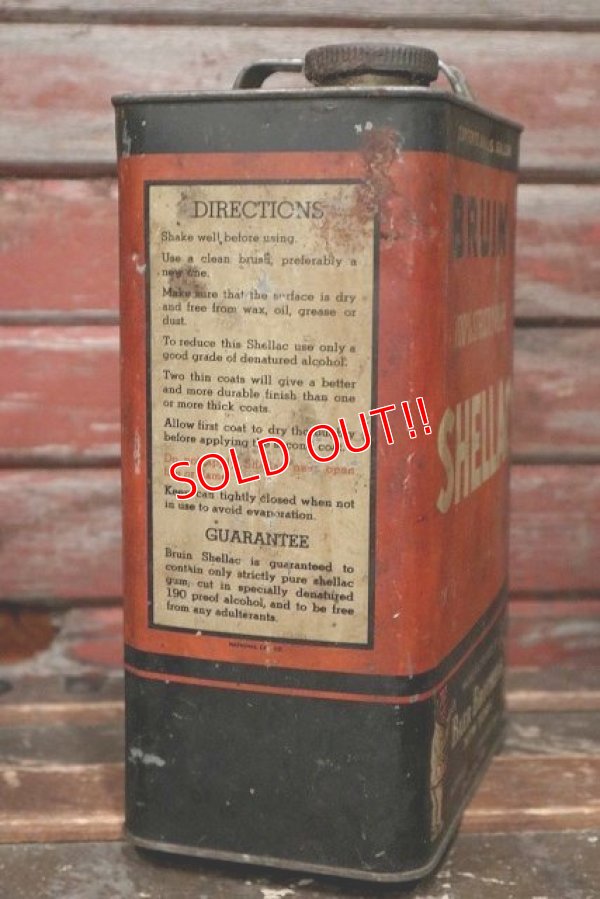 DIRECTIONS
Shake well before using.
Use a clean brush, preferably a
new one.
Make sure that the surface is dry
and free from wax, oil, grease or
dust.
To reduce this Shellac use only a
good grade of denatured alcohol.
Two thin coats will give a better
and more durable finish than one
or more thick coats.
Allow first coat to dry thoroughly
before applying the second coat.
open
Keep can tightly closed when not
in use to avoid evaporation.
GUARANTEE
Bruin Shellac is guaranteed to
contain only strictly pure shellac
gum, cut in specially denatured
190 proof alcohol, and to be free
from any adulterants.
BRUIN
SHELLAC
SOLD OUT!!